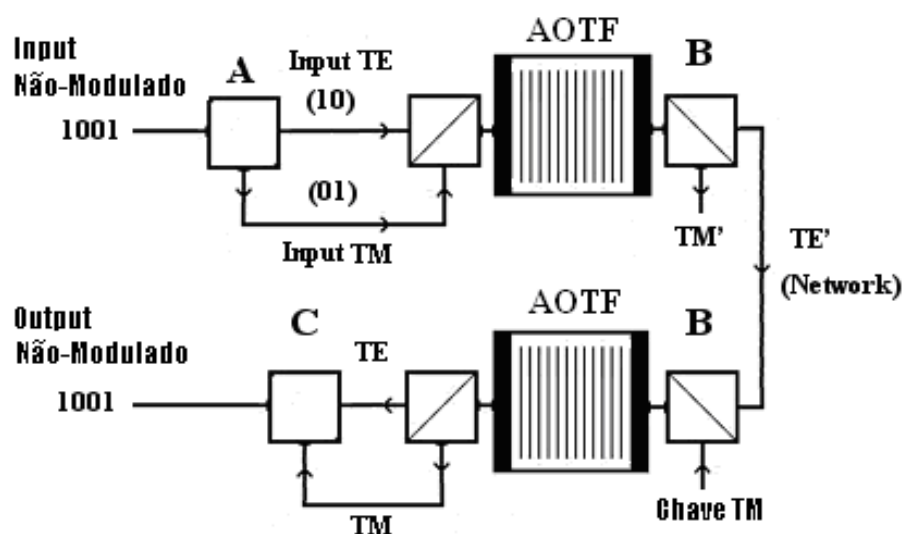 Input
Não-Modulado
1001
A
Input TE
(10)
(01)
Input TM
AOTF
B
TM'
TE'
(Network)
Output
Não-Modulado
1001
C
TE
TM
AOTF
B
Chave TM